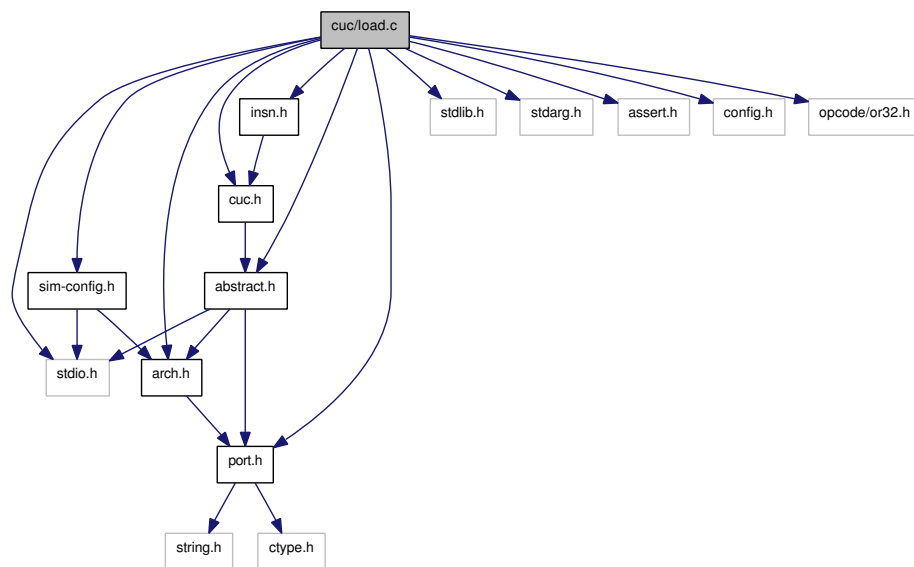 cuc/load.c
insn.h
stdlib.h
stdarg.h
assert.h
config.h
opcode/or32.h
cuc.h
sim-config.h
abstract.h
stdio.h
arch.h
port.h
string.h
ctype.h